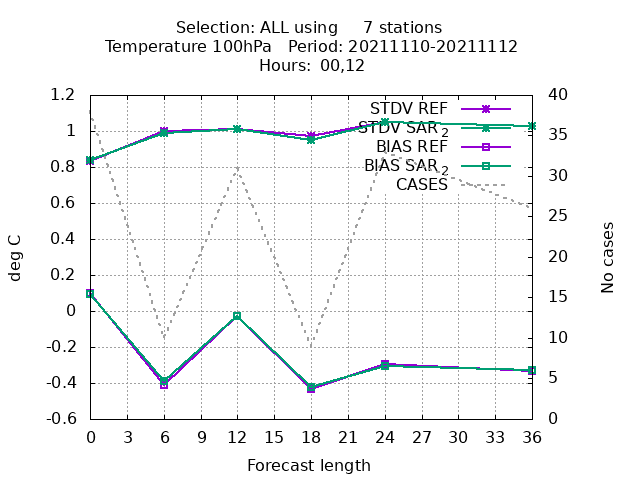 Selection: ALL using     7 stations
Temperature 100hPa   Period: 20211110-20211112
Hours:  00,12
1.2
1
0.8
0.6
0.4
0.2
0
-0.2
-0.4
-0.6
deg C
40
35
30
25
20
15
10
5
0
No cases
STDV REF
STDV SAR2
BIAS REF
BIAS SAR2
CASES
0 3 6 9 12 15 18 21 24 27 30 33 36
Forecast length